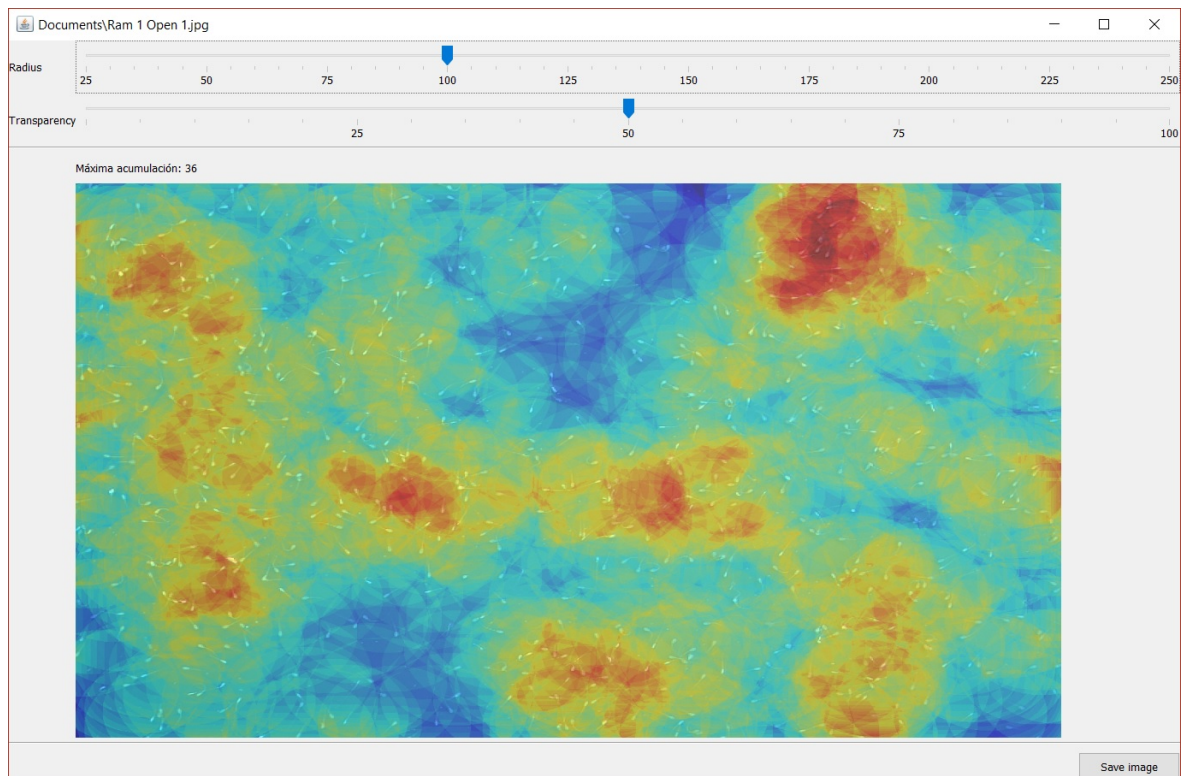 Documents\Ram 1 Open 1.jpg
Radius
25 50 75 100 125 150 175 200 225 250
Transparency
25 50 75 100
Máxima acumulación: 36
Save image